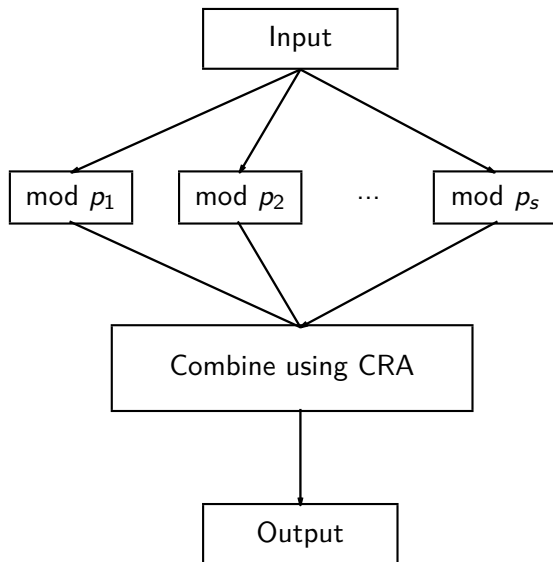 Input
mod p₁ mod p₂ ... mod pₛ
Combine using CRA
Output